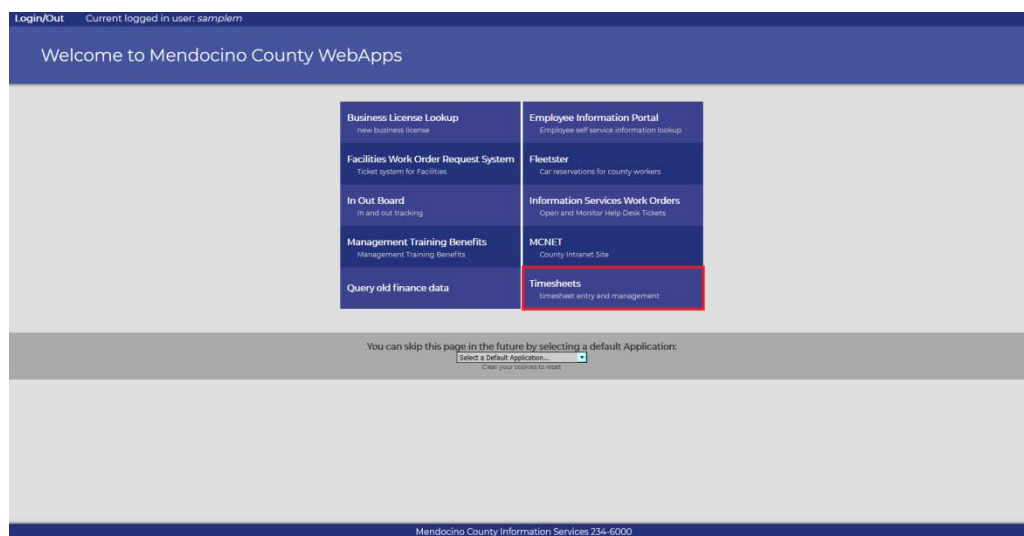 Login/Out Current logged in user: samplem
Welcome to Mendocino County WebApps
Business License Lookup
new business license
Employee Information Portal
Employee self service information lookup
Facilities Work Order Request System
Ticket system for Facilities
Fleetster
Car reservations for county workers
In Out Board
In and out tracking
Information Services Work Orders
Open and Monitor Help Desk Tickets
Management Training Benefits
Management Training Benefits
MCNET
County Intranet Site
Query old finance data
Timesheets
timesheet entry and management
You can skip this page in the future by selecting a default Application:
Select a Default Application...
Clear your cookies to reset
Mendocino County Information Services 234-6000